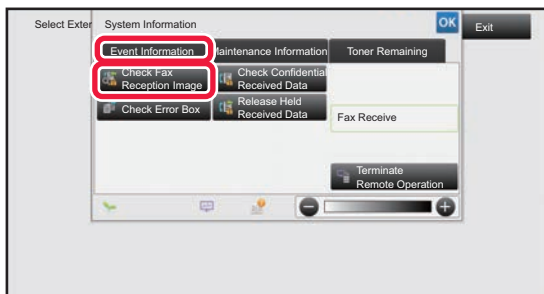 Select Exter
System Information
OK
Exit
Event Information
Maintenance Information
Toner Remaining
Check Fax
Reception Image
Check Confidential
Received Data
Check Error Box
Release Held
Received Data
Fax Receive
Terminate
Remote Operation